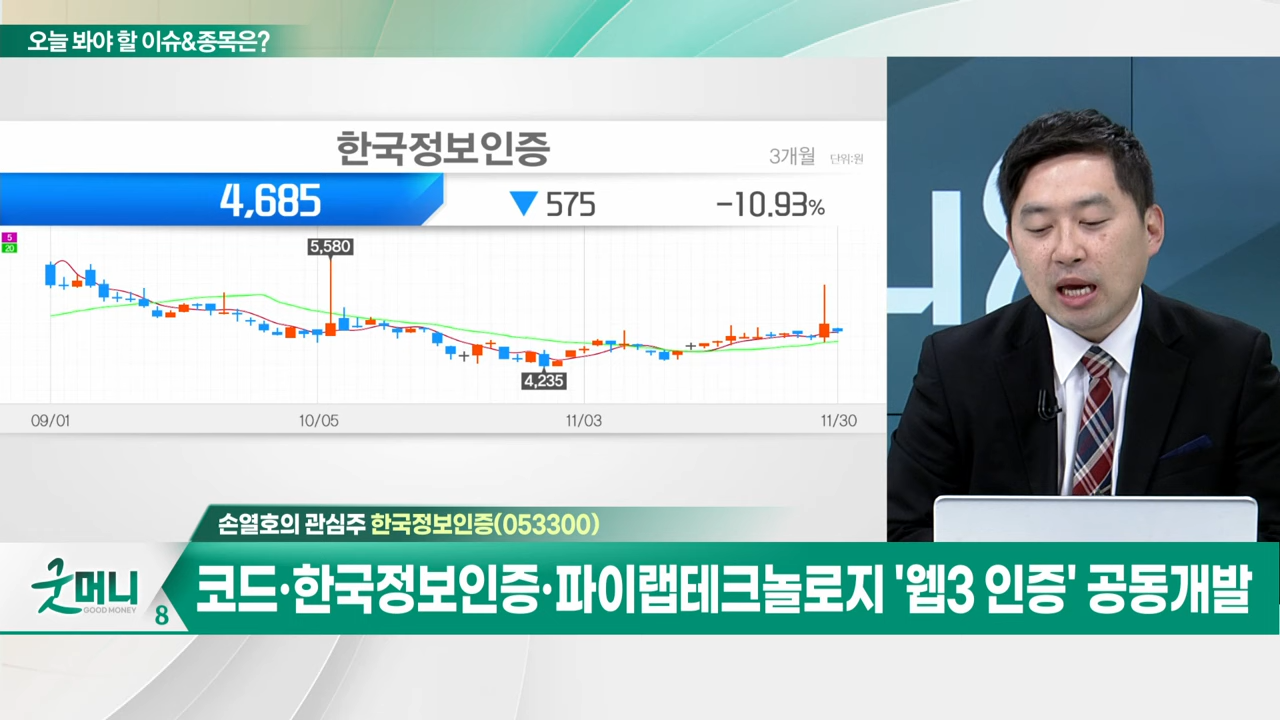 오늘 봐야 할 이슈&종목은?
한국정보인증
3개월 단위:원
4,685 ▼ 575 -10.93%
5
20
5,580
4,235
09/01 10/05 11/03 11/30
손열호의 관심주 한국정보인증(053300)
코드·한국정보인증·파이랩테크놀로지 '웹3 인증' 공동개발
굿머니
GOOD MONEY
8